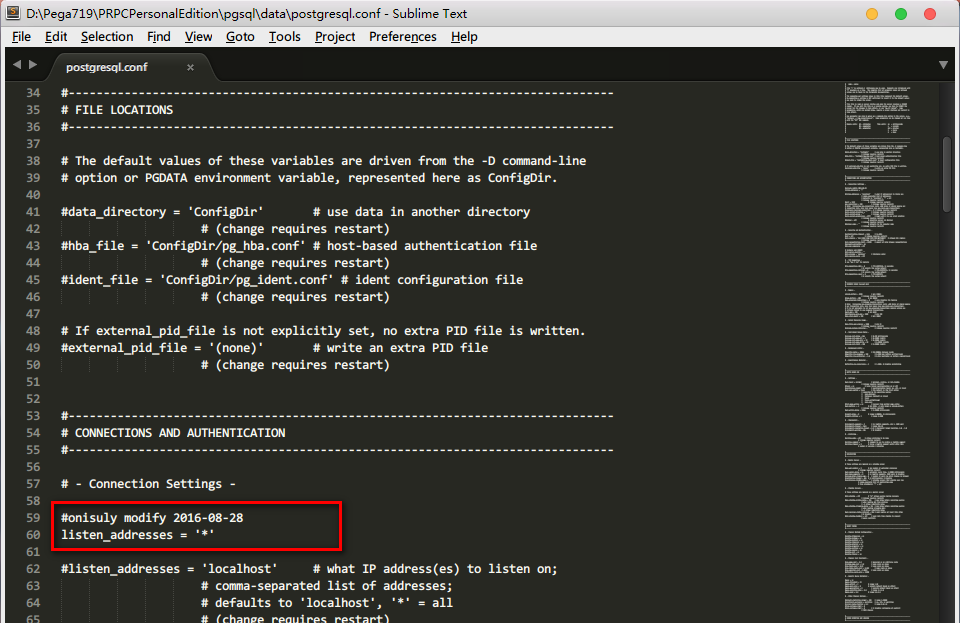 D:\Pega719\PRPCPersonalEdition\pgsql\data\postgresql.conf - Sublime Text
File Edit Selection Find View Goto Tools Project Preferences Help
postgresql.conf ×
34 #------------------------------------------------------------------------------
35 # FILE LOCATIONS
36 #------------------------------------------------------------------------------
37
38 # The default values of these variables are driven from the -D command-line
39 # option or PGDATA environment variable, represented here as ConfigDir.
40
41 #data_directory = 'ConfigDir' # use data in another directory
42 # (change requires restart)
43 #hba_file = 'ConfigDir/pg_hba.conf' # host-based authentication file
44 # (change requires restart)
45 #ident_file = 'ConfigDir/pg_ident.conf' # ident configuration file
46 # (change requires restart)
47
48 # If external_pid_file is not explicitly set, no extra PID file is written.
49 #external_pid_file = '(none)' # write an extra PID file
50 # (change requires restart)
51
52
53 #------------------------------------------------------------------------------
54 # CONNECTIONS AND AUTHENTICATION
55 #------------------------------------------------------------------------------
56
57 # - Connection Settings -
58
59 #onisuly modify 2016-08-28
60 listen_addresses = '*'
61
62 #listen_addresses = 'localhost' # what IP address(es) to listen on;
63 # comma-separated list of addresses;
64 # defaults to 'localhost', '*' = all
65 # (change requires restart)